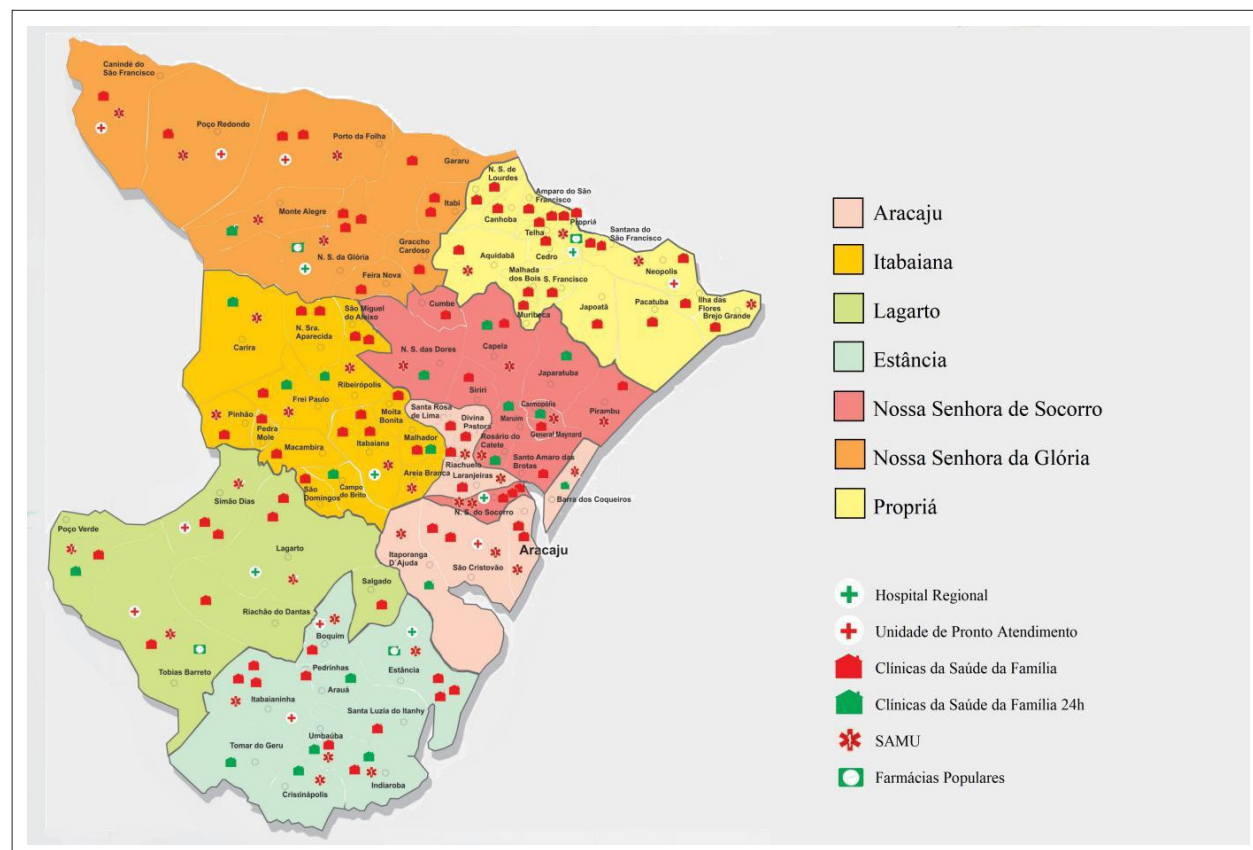 Canindé do
São Francisco
Poço Redondo
Porto da Folha
Gararu
N. S. de
Lourdes
Amparo do São
Francisco
Monte Alegre
Itabi
Canhoba
Propriá
Telha
Santana do
São Francisco
Graccho
Cardoso
Cedro
N. S. da Glória
Aquidabã
Neopolis
Feira Nova
Malhada
dos Bois
S. Francisco
Ilha das
Flores
Pacatuba
Brejo Grande
Cumbe
Japoatã
Muribeca
São Miguel
do Aleixo
N. Sra.
Aparecida
Carira
N. S. das Dores
Capela
Japaratuba
Ribeirópolis
Siriri
Frei Paulo
Carmopolis
Pirambu
Pinhão
Moita
Bonita
Santa Rosa
de Lima
Divina
Pastora
Maruim
General Maynard
Pedra
Mole
Itabaiana
Malhador
Rosário do
Catete
Macambira
Riachuelo
Santo Amaro das
Brotas
Areia Branca
Laranjeiras
São
Domingos
Campo
do Brito
Barra dos Coqueiros
Simão Dias
N. S. do Socorro
Poço Verde
Aracaju
Lagarto
Itaporanga
D'Ajuda
São Cristovão
Salgado
Riachão do Dantas
Boquim
Tobias Barreto
Pedrinhas
Estância
Arauá
Itabaianinha
Santa Luzia do Itanhy
Umbaúba
Tomar do Geru
Indiaroba
Cristinápolis
Aracaju
Itabaiana
Lagarto
Estância
Nossa Senhora de Socorro
Nossa Senhora da Glória
Propriá
Hospital Regional
Unidade de Pronto Atendimento
Clínicas da Saúde da Família
Clínicas da Saúde da Família 24h
SAMU
Farmácias Populares